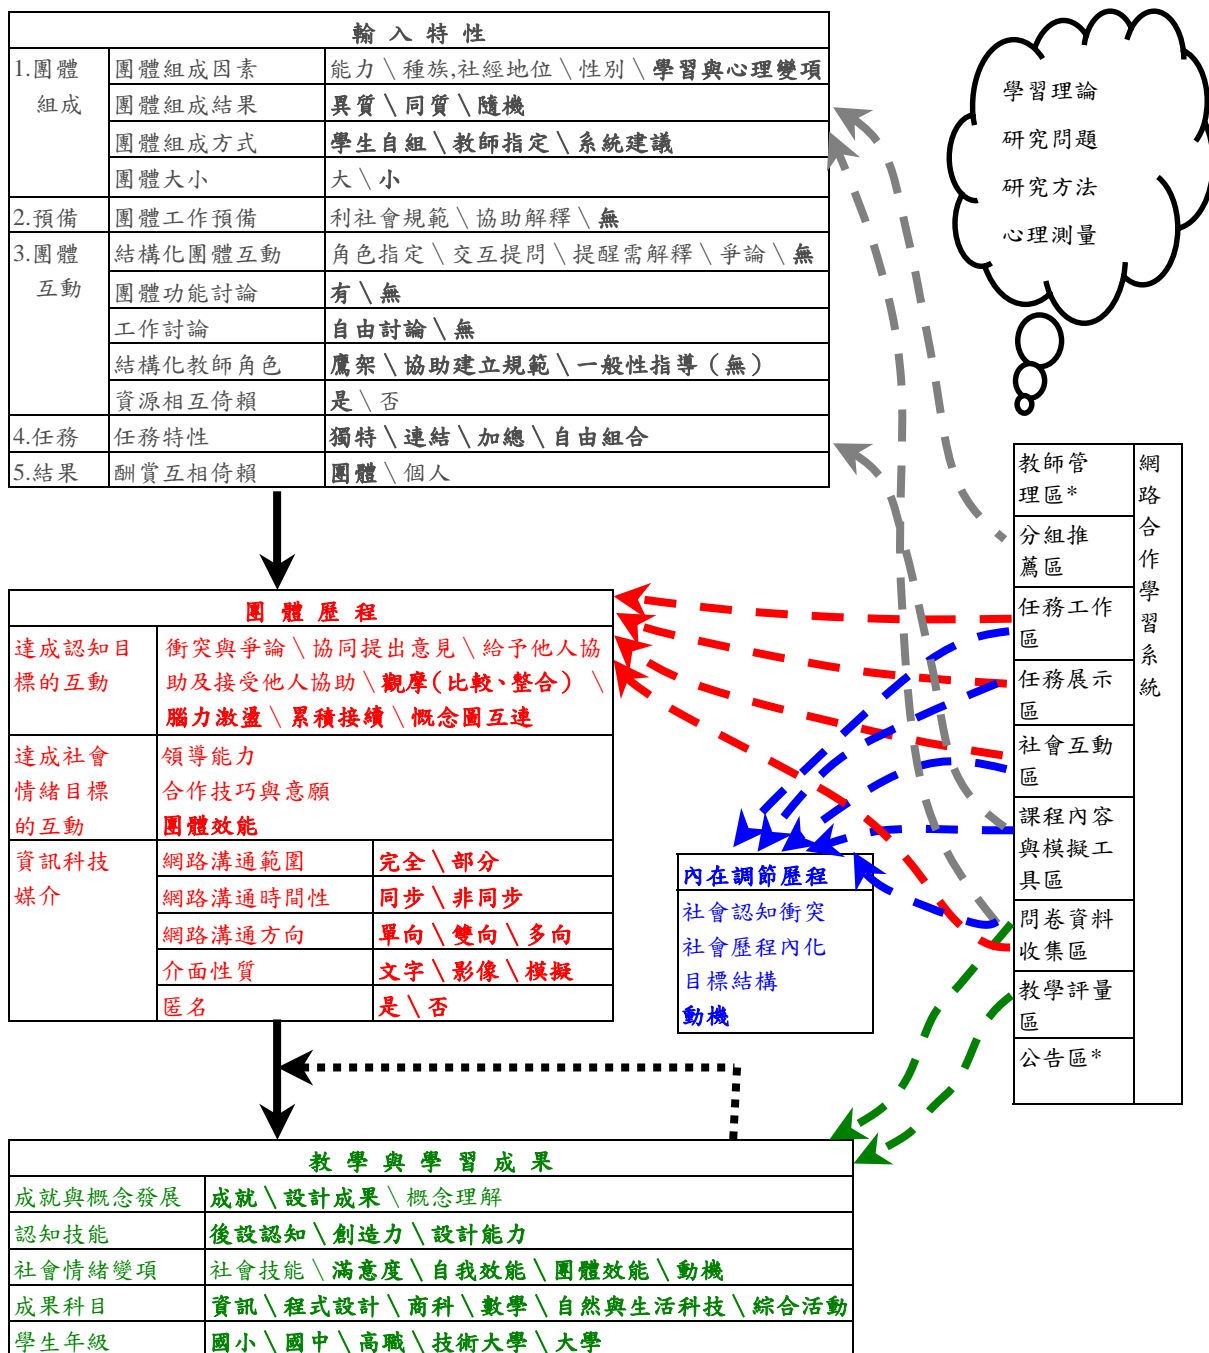 輸入特性
1.團體 團體組成因素 能力\種族,社經地位\性別\學習與心理變項
組成 團體組成結果 異質\同質\隨機
團體組成方式 學生自組\教師指定\系統建議
團體大小 大\小
2.預備 團體工作預備 利社會規範\協助解釋\無
3.團體 結構化團體互動 角色指定\交互提問\提醒需解釋\爭論\無
互動 團體功能討論 有\無
工作討論 自由討論\無
結構化教師角色 鷹架\協助建立規範\一般性指導(無)
資源相互倚賴 是\否
4.任務 任務特性 獨特\連結\加總\自由組合
5.結果 酬賞互相倚賴 團體\個人
學習理論
研究問題
研究方法
心理測量
網路合作學習系統
教師管
理區*
分組推
薦區
任務工作
區
任務展示
區
社會互動
區
課程內容
與模擬工
具區
問卷資料
收集區
教學評量
區
公告區*
團體歷程
達成認知目 衝突與爭論\協同提出意見\給予他人協
標的互動 助及接受他人協助\觀摩(比較、整合)\
腦力激盪\累積接續\概念圖互連
達成社會 領導能力
情緒目標 合作技巧與意願
的互動 團體效能
資訊科技 網路溝通範圍 完全\部分
媒介 網路溝通時間性 同步\非同步
網路溝通方向 單向\雙向\多向
介面性質 文字\影像\模擬
匿名 是\否
內在調節歷程
社會認知衝突
社會歷程內化
目標結構
動機
教學與學習成果
成就與概念發展 成就\設計成果\概念理解
認知技能 後設認知\創造力\設計能力
社會情緒變項 社會技能\滿意度\自我效能\團體效能\動機
成果科目 資訊\程式設計\商科\數學\自然與生活科技\綜合活動
學生年級 國小\國中\高職\技術大學\大學